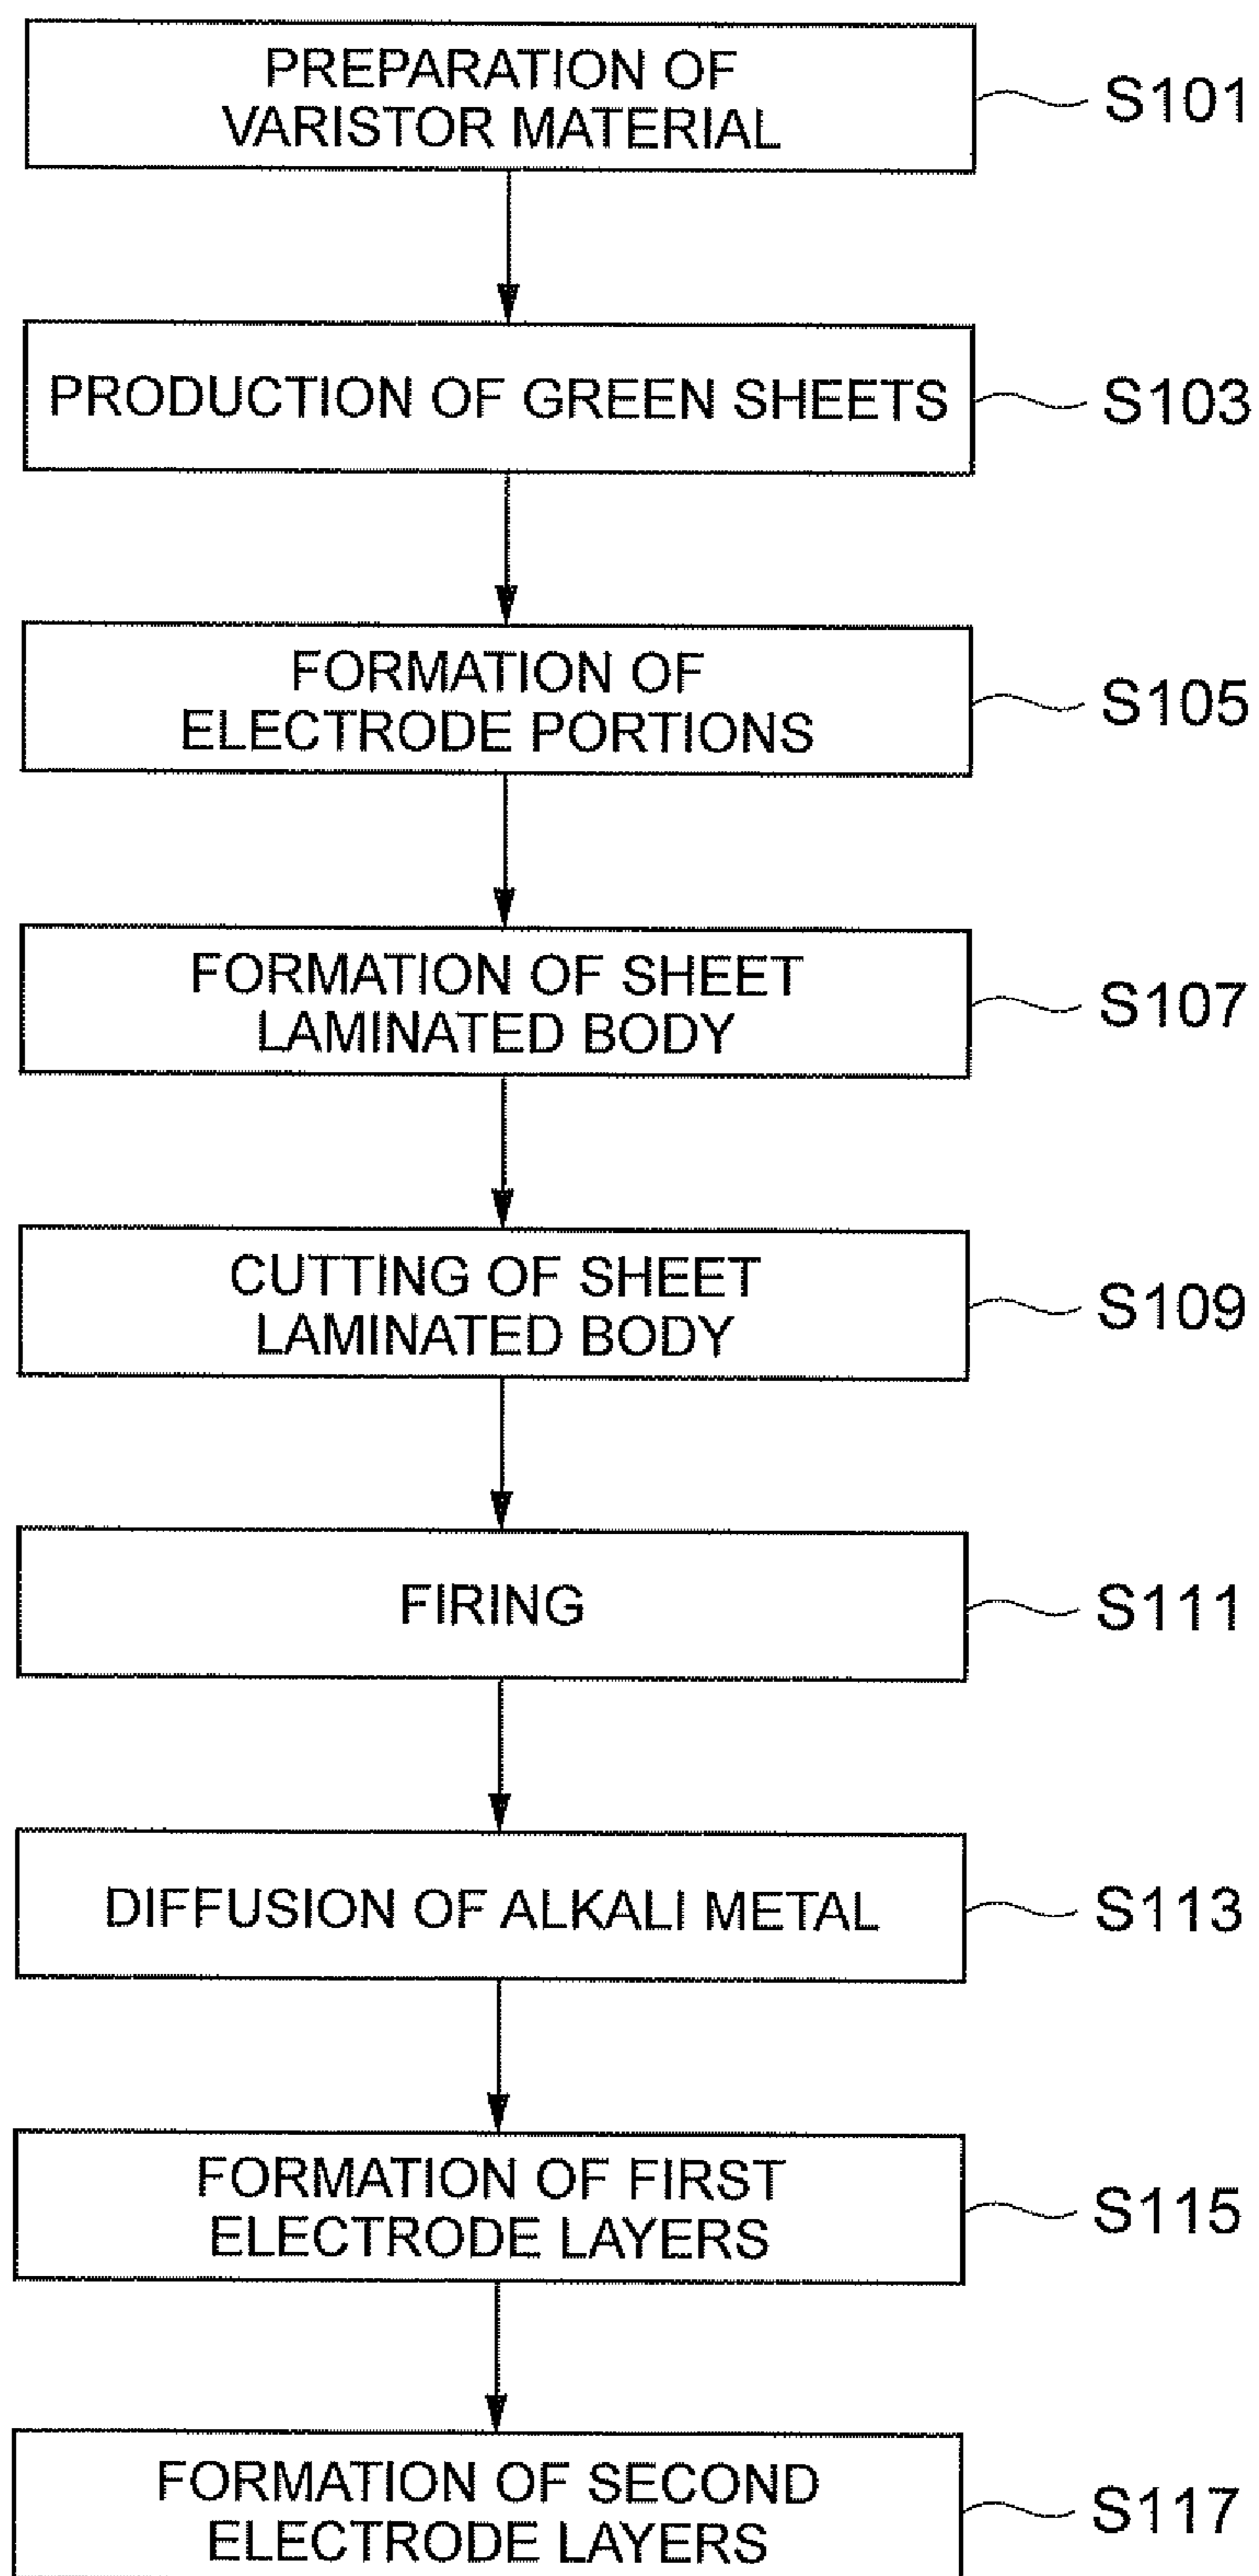 PREPARATION OF
VARISTOR MATERIAL
S101
PRODUCTION OF GREEN SHEETS
S103
FORMATION OF
ELECTRODE PORTIONS
S105
FORMATION OF SHEET
LAMINATED BODY
S107
CUTTING OF SHEET
LAMINATED BODY
S109
FIRING
S111
DIFFUSION OF ALKALI METAL
S113
FORMATION OF FIRST
ELECTRODE LAYERS
S115
FORMATION OF SECOND
ELECTRODE LAYERS
S117